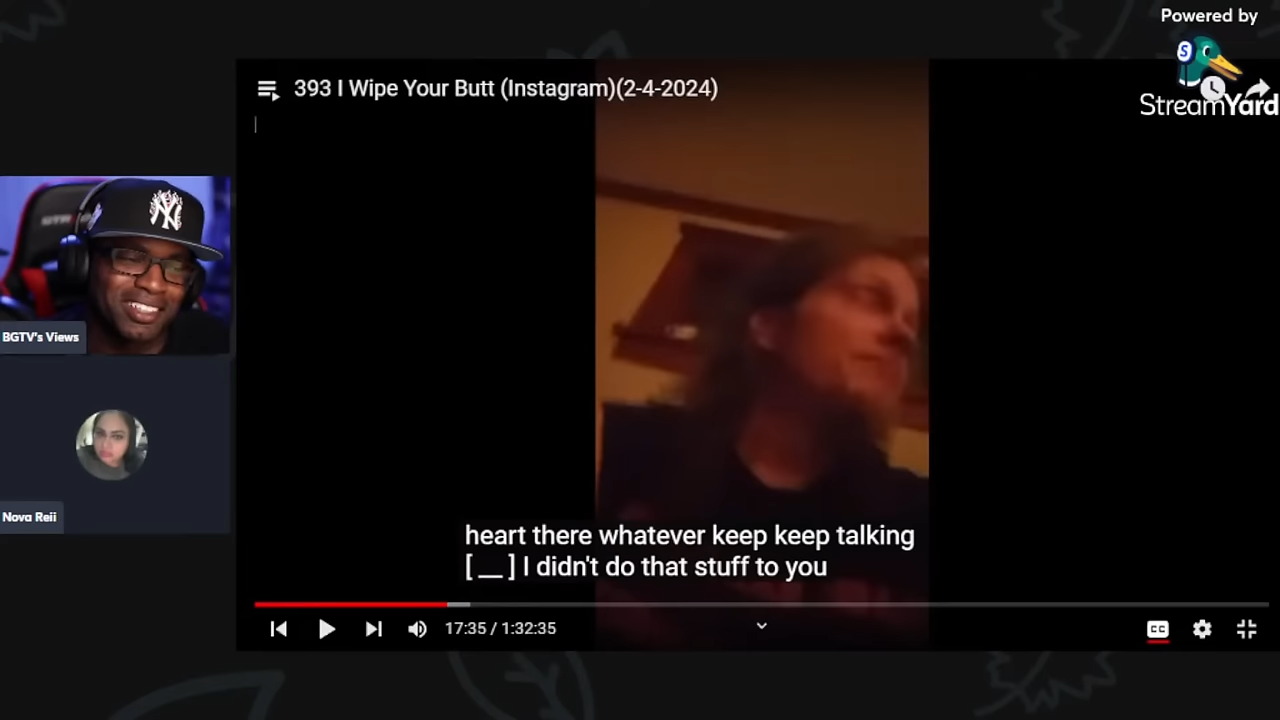 Powered by
S
StreamYard
393 I Wipe Your Butt (Instagram)(2-4-2024)
NY
BGTV's Views
Nova Reii
heart there whatever keep keep talking
[ __ ] I didn't do that stuff to you
17:35 / 1:32:35
CC